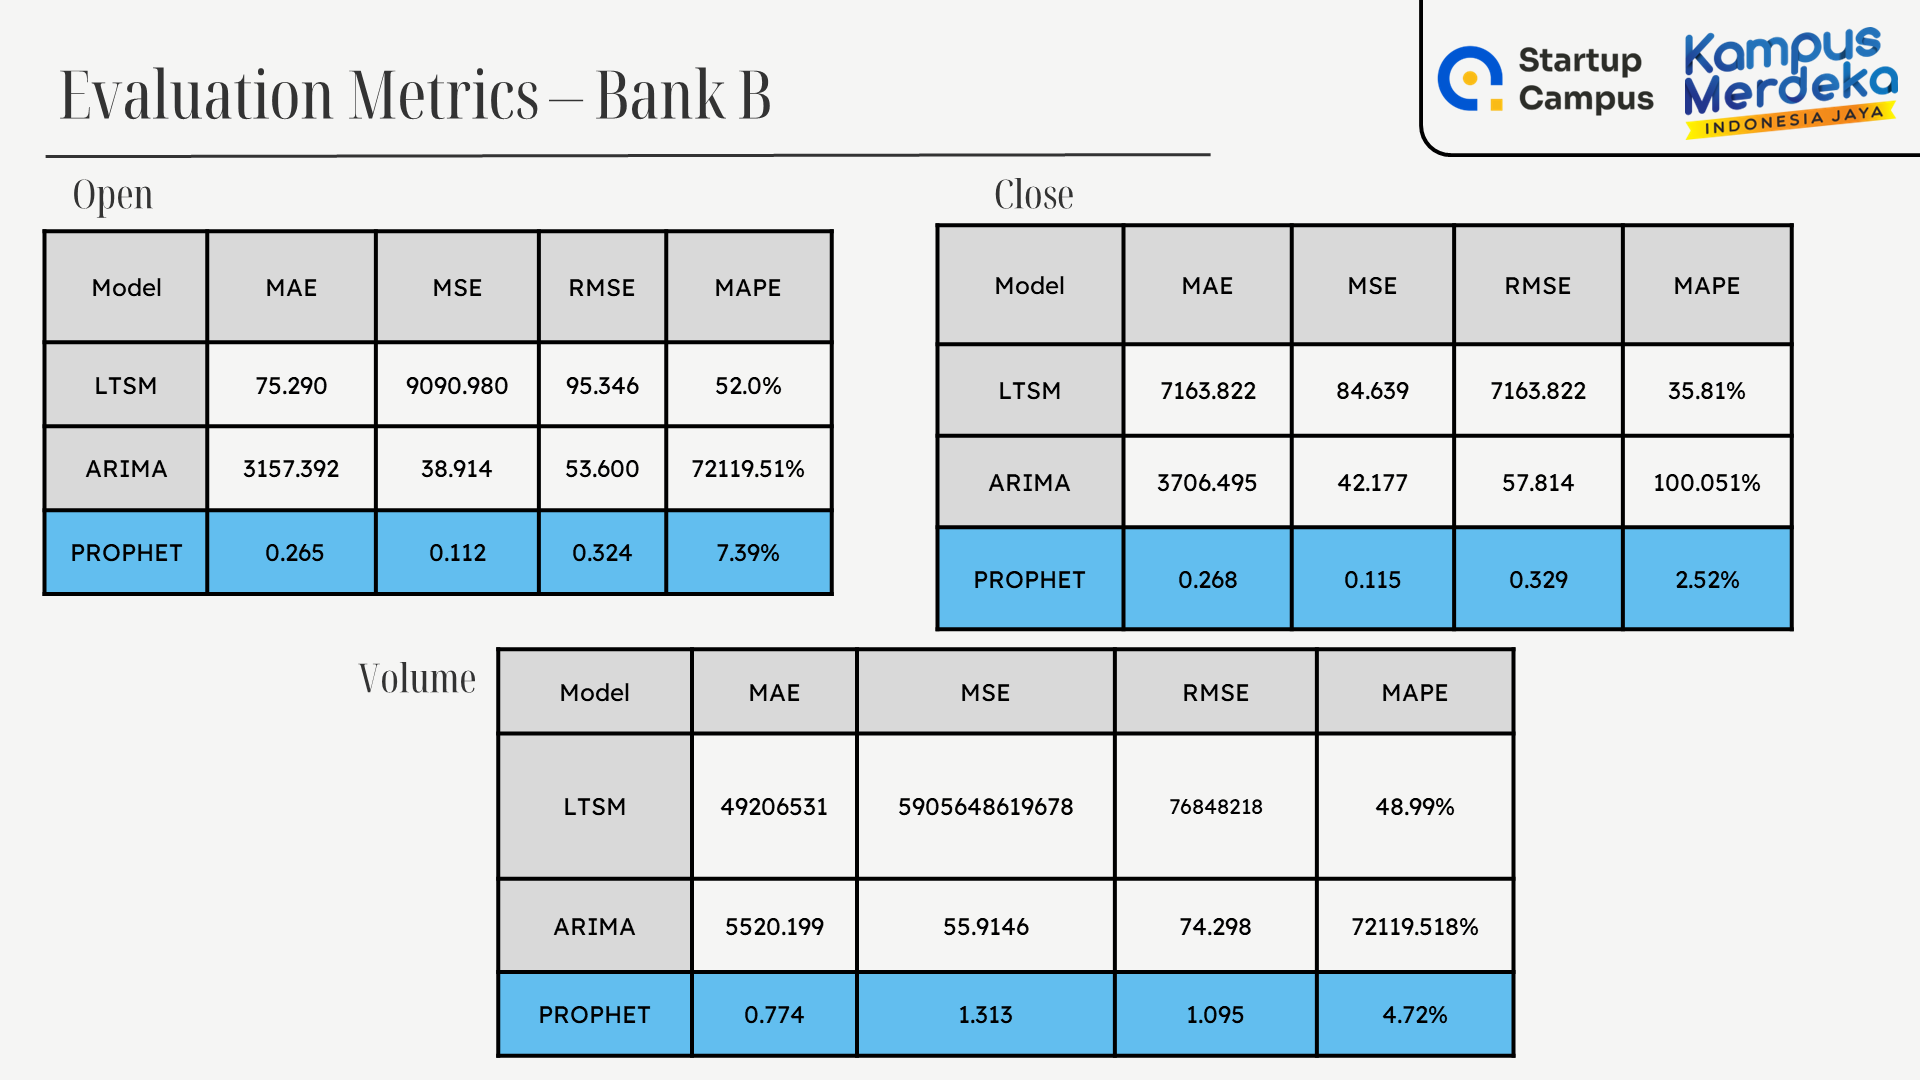 Evaluation Metrics – Bank B
Startup
Campus
Kampus
Merdeka
INDONESIA JAYA
Open
Model MAE MSE RMSE MAPE
LTSM 75.290 9090.980 95.346 52.0%
ARIMA 3157.392 38.914 53.600 72119.51%
PROPHET 0.265 0.112 0.324 7.39%
Close
Model MAE MSE RMSE MAPE
LTSM 7163.822 84.639 7163.822 35.81%
ARIMA 3706.495 42.177 57.814 100.051%
PROPHET 0.268 0.115 0.329 2.52%
Volume
Model MAE MSE RMSE MAPE
LTSM 49206531 5905648619678 76848218 48.99%
ARIMA 5520.199 55.9146 74.298 72119.518%
PROPHET 0.774 1.313 1.095 4.72%